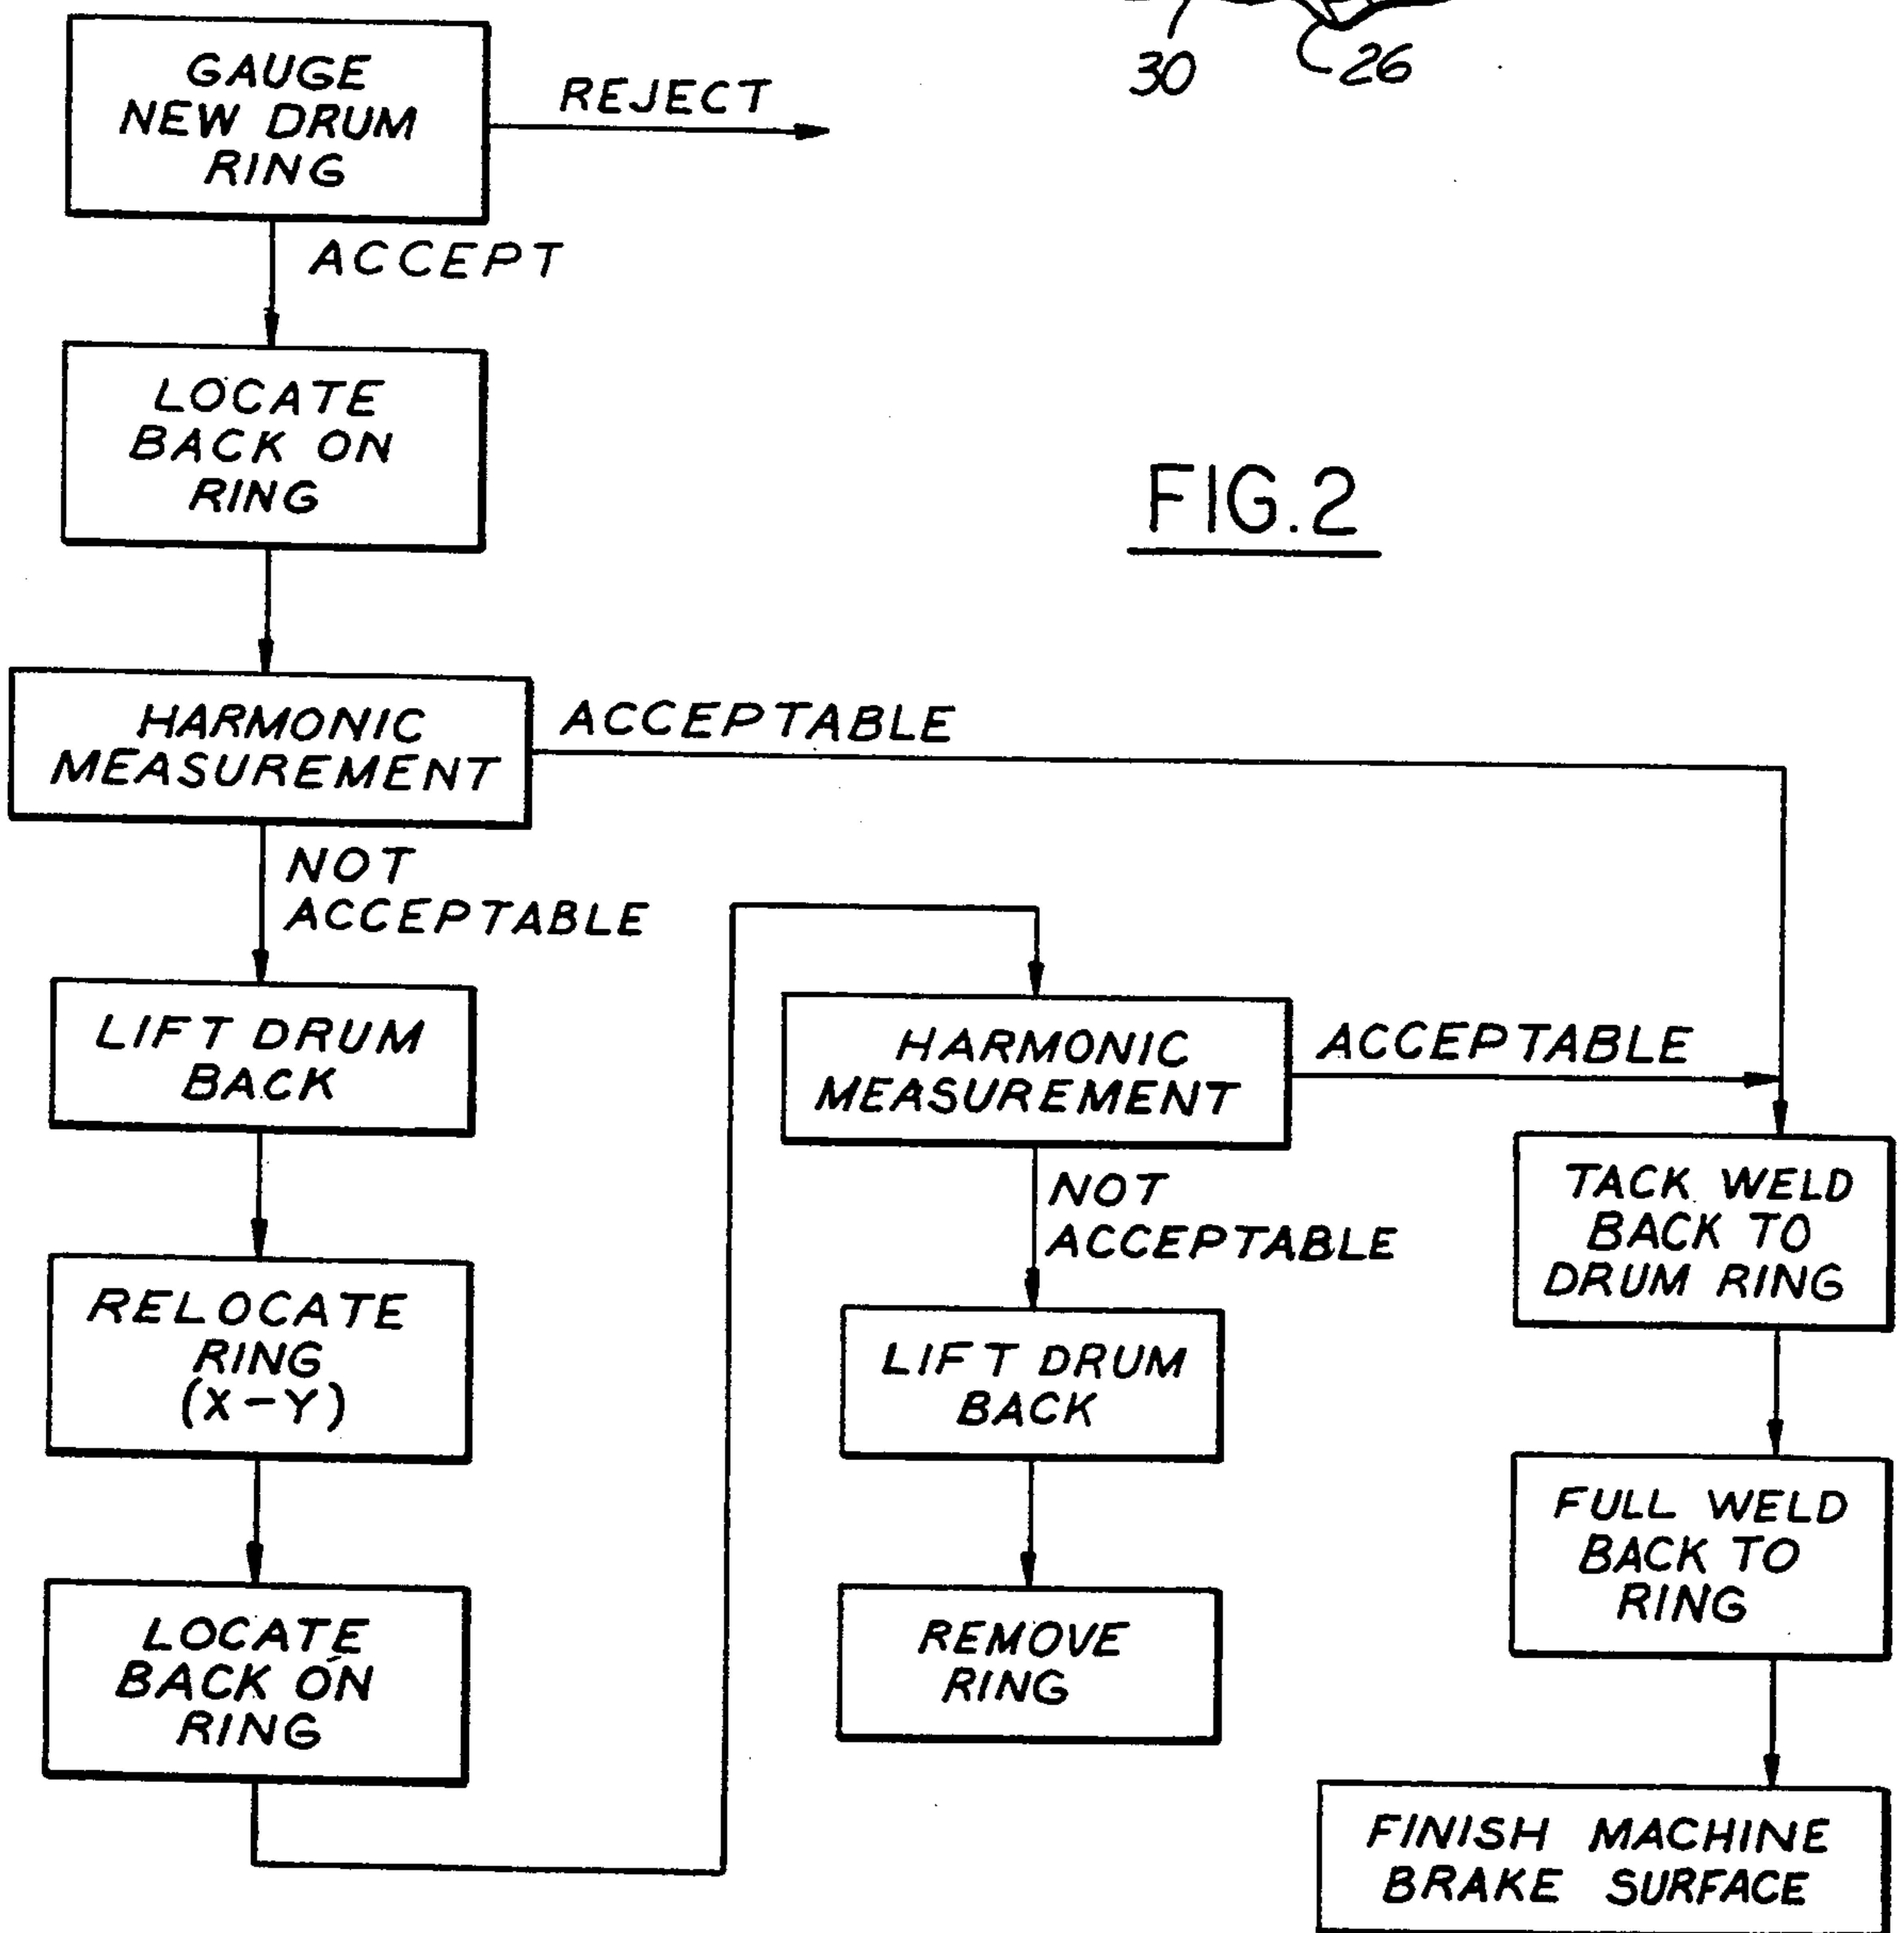 30
26
GAUGE
NEW DRUM
RING
REJECT
ACCEPT
LOCATE
BACK ON
RING
FIG.2
HARMONIC
MEASUREMENT
ACCEPTABLE
NOT
ACCEPTABLE
LIFT DRUM
BACK
RELOCATE
RING
(X-Y)
LOCATE
BACK ON
RING
HARMONIC
MEASUREMENT
ACCEPTABLE
NOT
ACCEPTABLE
LIFT DRUM
BACK
REMOVE
RING
TACK WELD
BACK TO
DRUM RING
FULL WELD
BACK TO
RING
FINISH MACHINE
BRAKE SURFACE